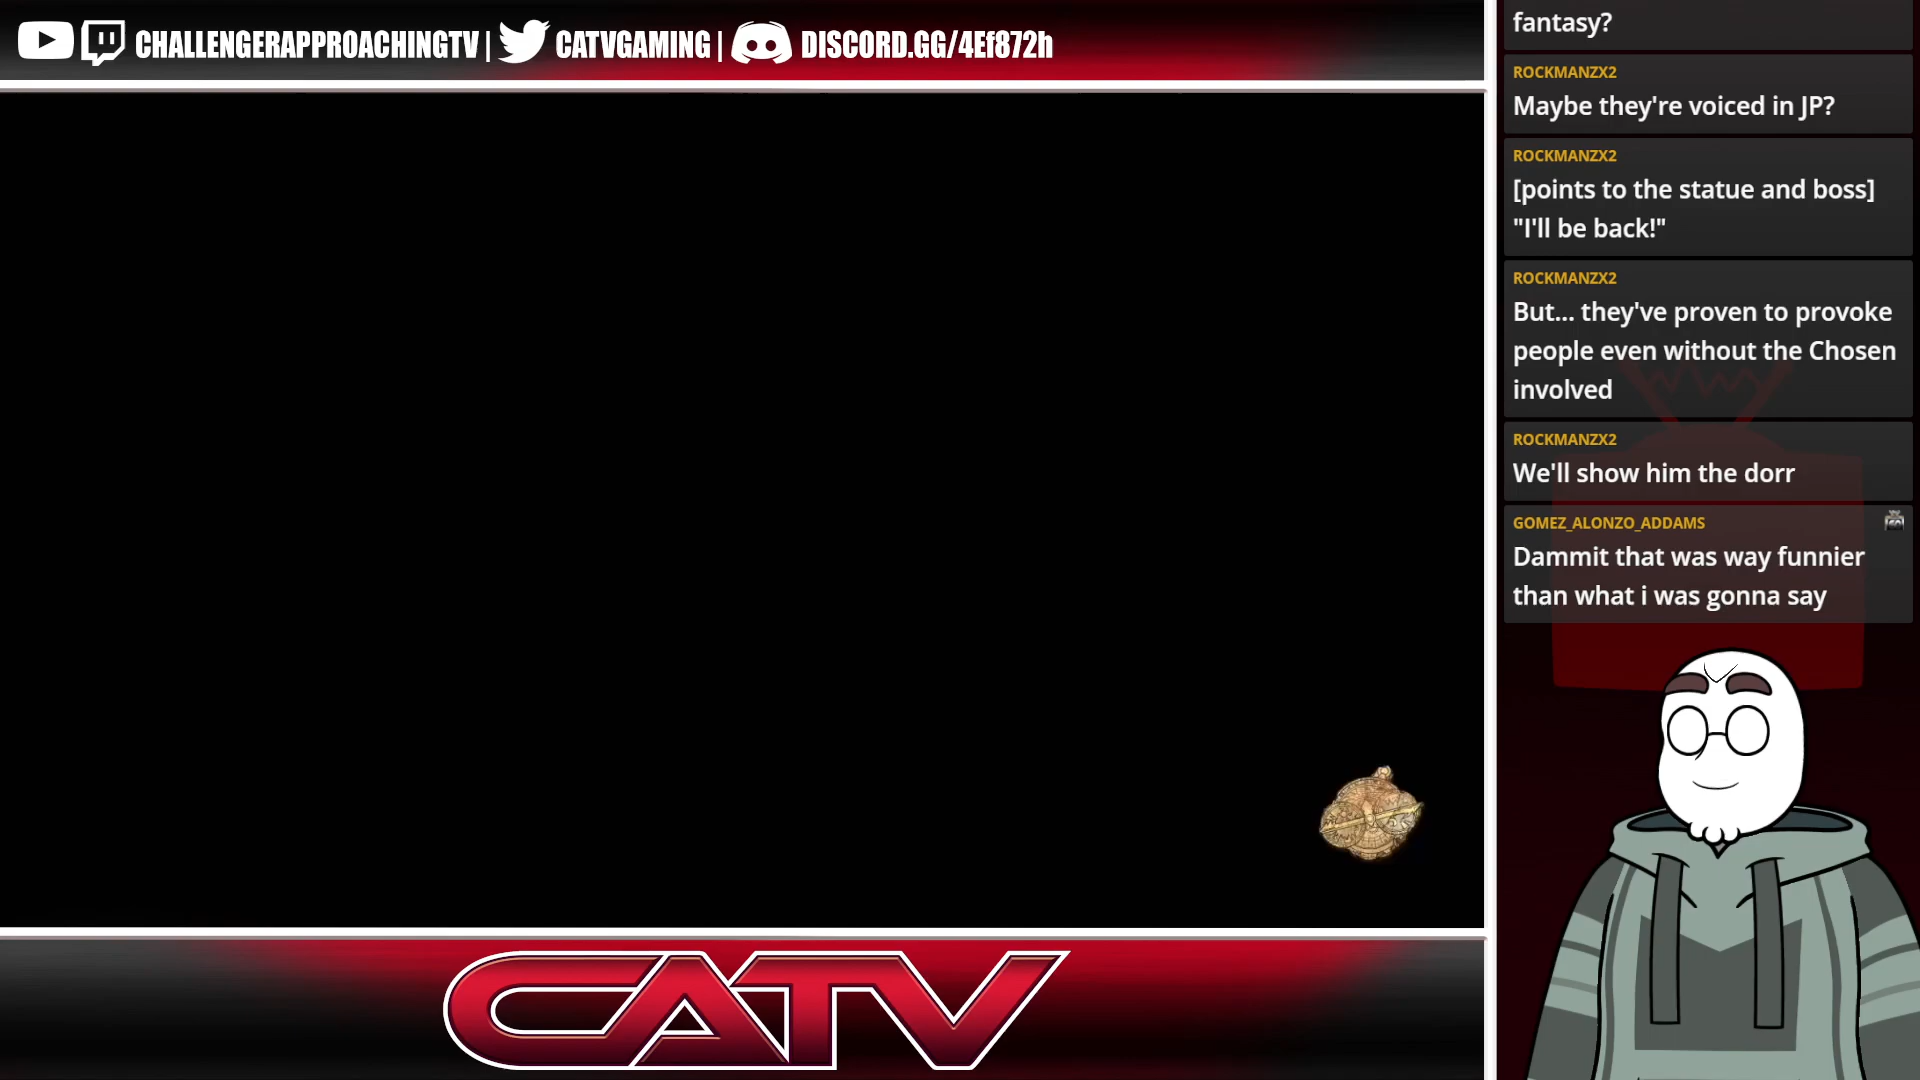 CHALLENGERAPPROACHINGTV | CATVGAMING | DISCORD.GG/4Ef872h
fantasy?
ROCKMANZX2
Maybe they're voiced in JP?
ROCKMANZX2
[points to the statue and boss]
"I'll be back!"
ROCKMANZX2
But... they've proven to provoke
people even without the Chosen
involved
ROCKMANZX2
We'll show him the dorr
GOMEZ_ALONZO_ADDAMS
Dammit that was way funnier
than what i was gonna say
CATV